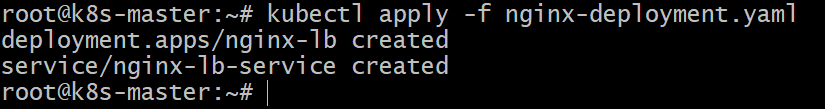 root@k8s-master:~# kubectl apply -f nginx-deployment.yaml
deployment.apps/nginx-lb created
service/nginx-lb-service created
root@k8s-master:~#